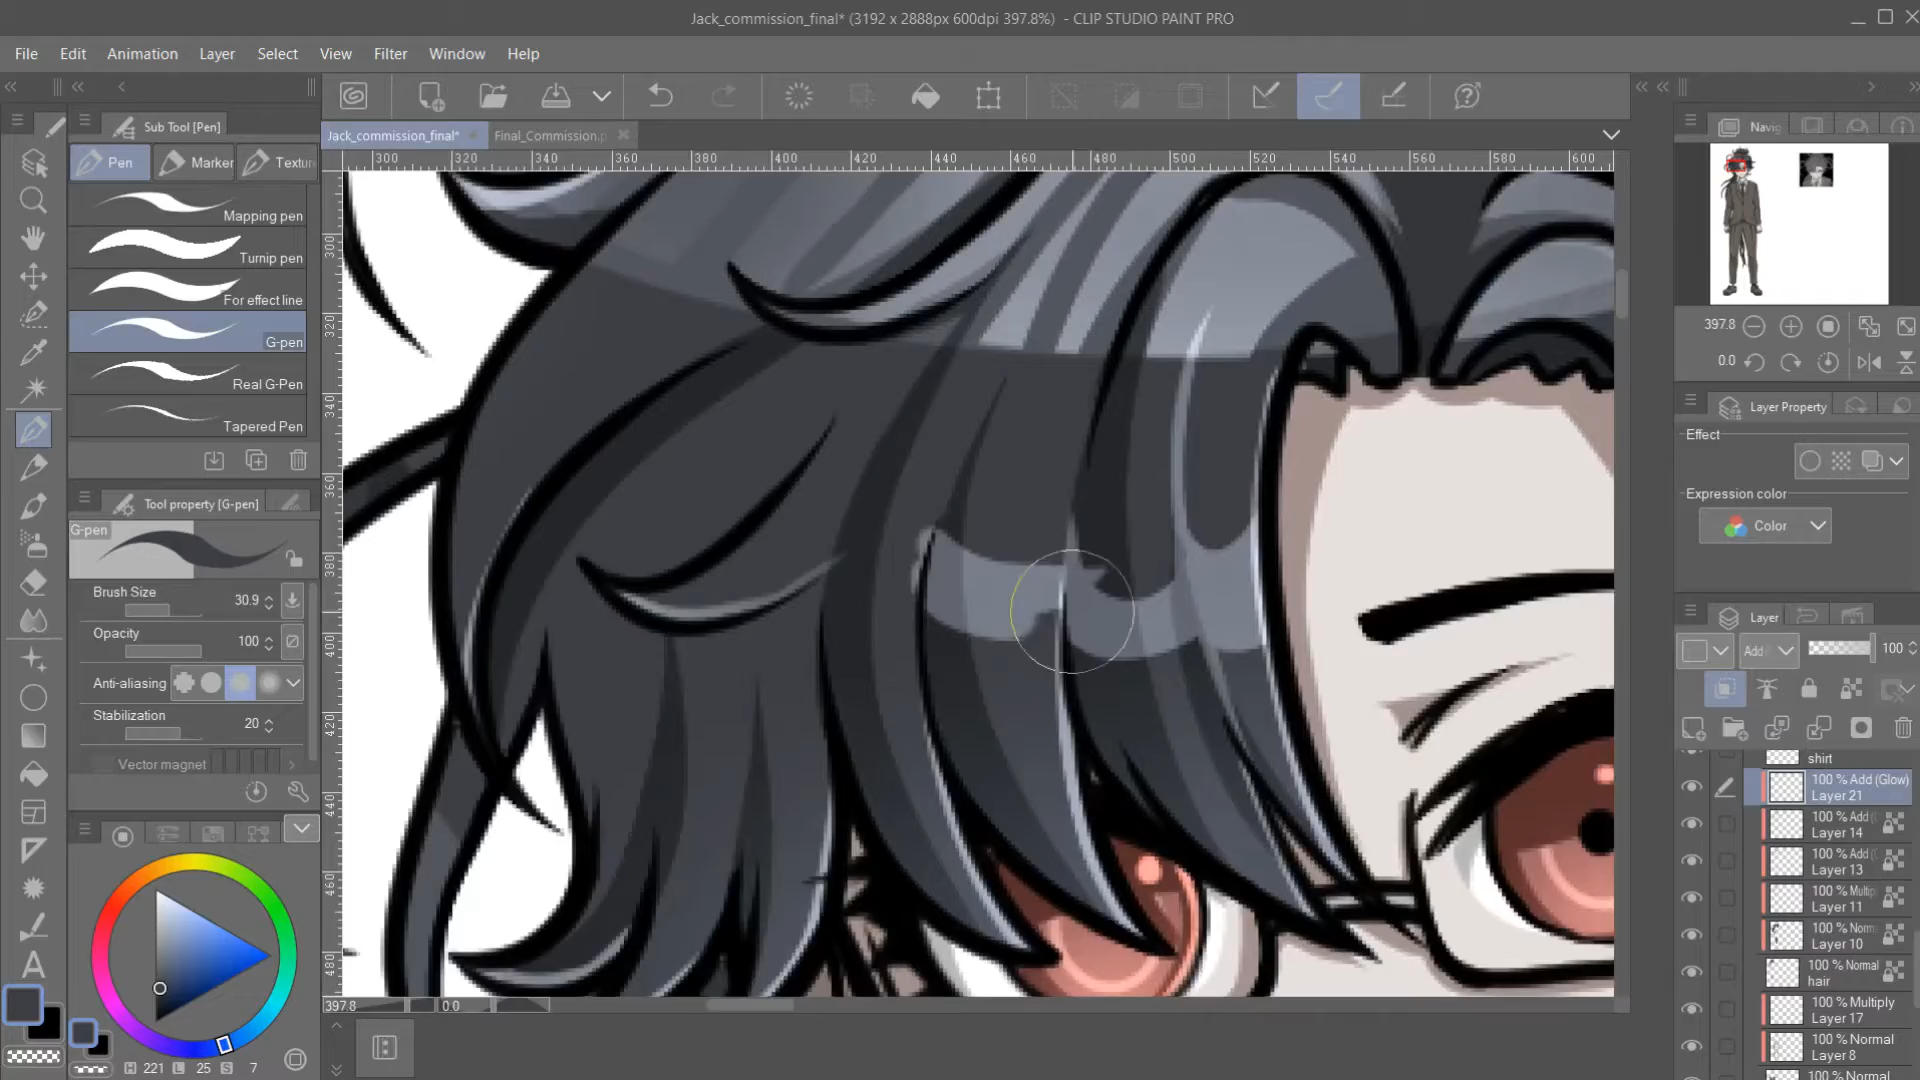 Jack_commission_final* (3192 x 2888px 600dpi 397.8%) - CLIP STUDIO PAINT PRO
File Edit Animation Layer Select View Filter Window Help
Sub Tool [Pen]
Pen Marker Textur
Mapping pen
Turnip pen
For effect line
G-pen
Real G-Pen
Tapered Pen
Tool property [G-pen]
G-pen
Brush Size 30.9
Opacity 100
Anti-aliasing
Stabilization 20
Vector magnet
H 221 L 25 S 7
Jack_commission_final* Final_Commission.p
300 320 340 360 380 400 420 440 460 480 500 520 540 560 580 600
300
320
340
360
380
400
420
440
460
480
397.8 0.0
Navig
397.8
0.0
Layer Property
Effect
Expression color
Color
Layer
Add 100
shirt
100 % Add (Glow)
Layer 21
100 % Add (
Layer 14
100 % Add (
Layer 13
100 % Multip
Layer 11
100 % Norm
Layer 10
100 % Normal
hair
100 % Multiply
Layer 17
100 % Normal
Layer 8
100 % Normal